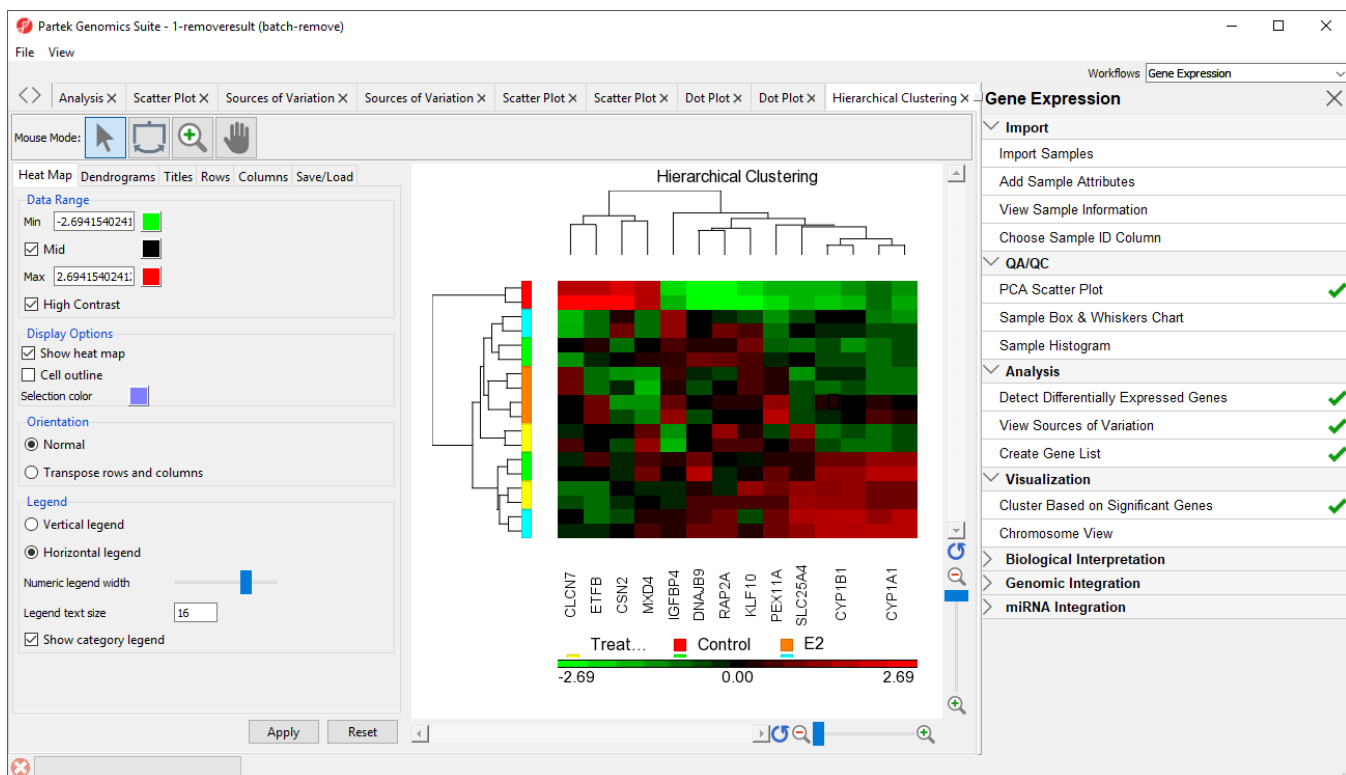 Partek Genomics Suite - 1-removeresult (batch-remove)
File View
Workflows Gene Expression
Analysis X Scatter Plot X Sources of Variation X Sources of Variation X Scatter Plot X Scatter Plot X Dot Plot X Dot Plot X Hierarchical Clustering X
Mouse Mode:
Heat Map Dendrograms Titles Rows Columns Save/Load
Data Range
Min -2.6941540241
Mid
Max 2.6941540241
High Contrast
Display Options
Show heat map
Cell outline
Selection color
Orientation
Normal
Transpose rows and columns
Legend
Vertical legend
Horizontal legend
Numeric legend width
Legend text size 16
Show category legend
Apply Reset
Hierarchical Clustering
CLCN7
ETFB
CSN2
MXD4
IGFBP4
DNAJB9
RAP2A
KLF10
PEX11A
SLC25A4
CYP1B1
CYP1A1
Treat... Control E2
-2.69 0.00 2.69
Gene Expression
Import
Import Samples
Add Sample Attributes
View Sample Information
Choose Sample ID Column
QA/QC
PCA Scatter Plot
Sample Box & Whiskers Chart
Sample Histogram
Analysis
Detect Differentially Expressed Genes
View Sources of Variation
Create Gene List
Visualization
Cluster Based on Significant Genes
Chromosome View
Biological Interpretation
Genomic Integration
miRNA Integration